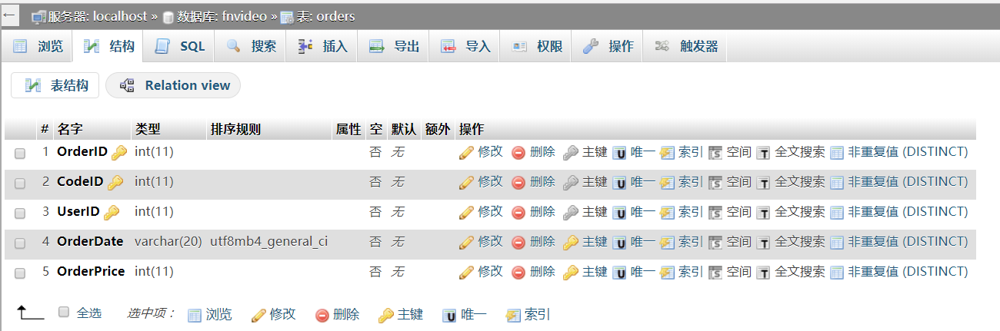 ← 服务器: localhost » 数据库: fnvideo » 表: orders
浏览 结构 SQL 搜索 插入 导出 导入 权限 操作 触发器
表结构 Relation view
# 名字 类型 排序规则 属性 空 默认 额外 操作
1 OrderID int(11) 否 无 修改 删除 主键 唯一 索引 空间 全文搜索 非重复值 (DISTINCT)
2 CodeID int(11) 否 无 修改 删除 主键 唯一 索引 空间 全文搜索 非重复值 (DISTINCT)
3 UserID int(11) 否 无 修改 删除 主键 唯一 索引 空间 全文搜索 非重复值 (DISTINCT)
4 OrderDate varchar(20) utf8mb4_general_ci 否 无 修改 删除 主键 唯一 索引 空间 全文搜索 非重复值 (DISTINCT)
5 OrderPrice int(11) 否 无 修改 删除 主键 唯一 索引 空间 全文搜索 非重复值 (DISTINCT)
全选 选中项： 浏览 修改 删除 主键 唯一 索引